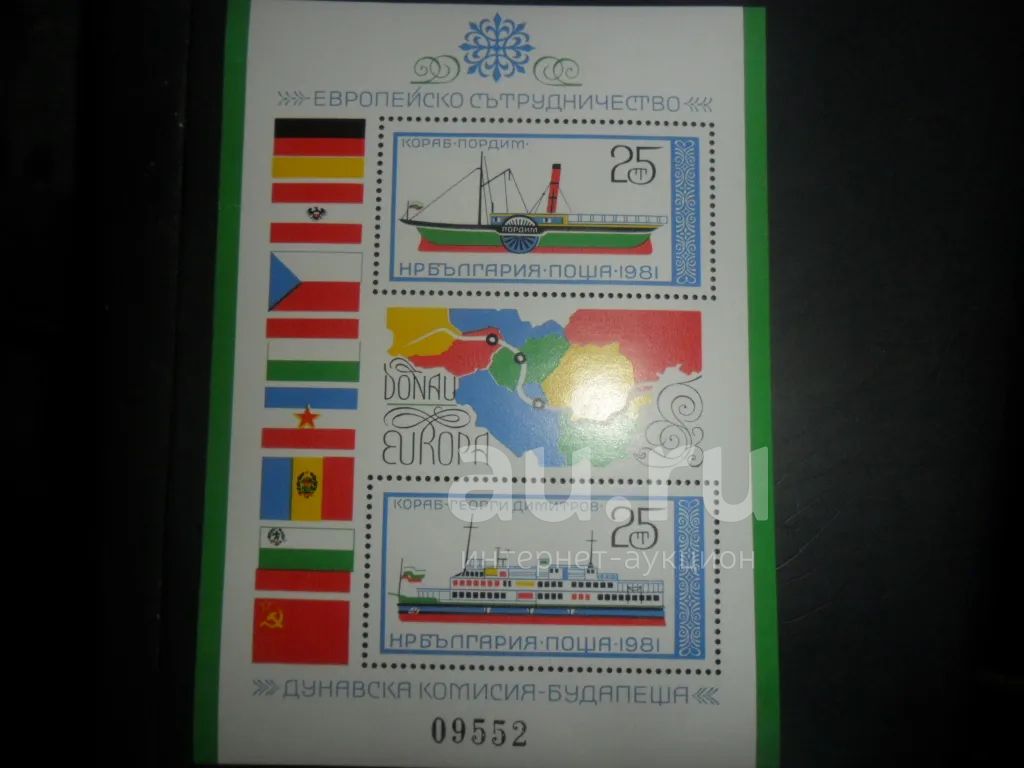 ЕВРОПЕЙСКО СЪТРУДНИЧЕСТВО
КОРАБ·ПОРДИМ·
25
СТ
ПОРДИМ
НРБЪЛГАРИЯ·ПОЩА·1981
DONAU
EUROPA
au.ru
интернет-аукцион
КОРАБ·ГЕОРГИ ДИМИТРОВ·
25
СТ
НРБЪЛГАРИЯ·ПОЩА·1981
ДУНАВСКА КОМИСИЯ-БУДАПЕЩА
09552